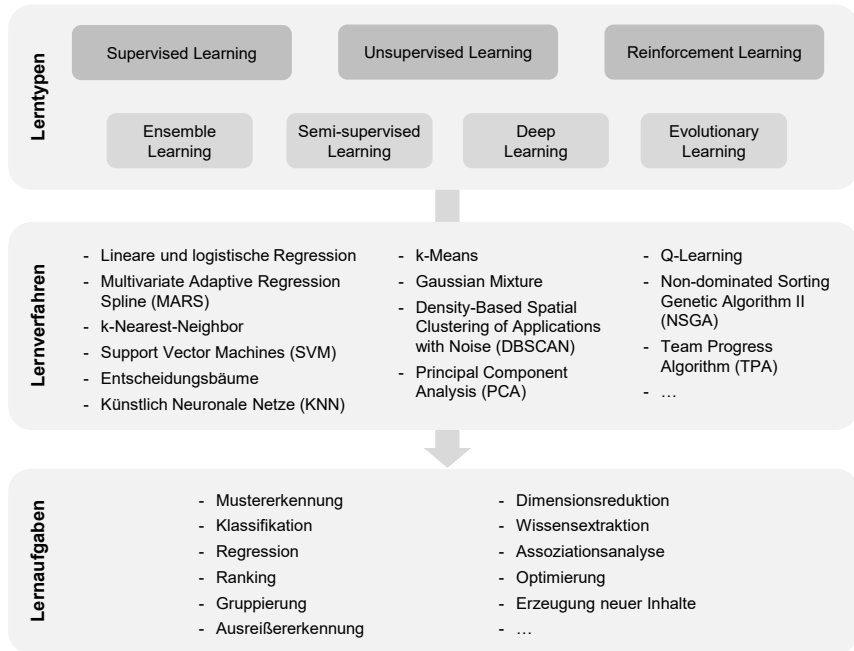 Lerntypen
Supervised Learning
Unsupervised Learning
Reinforcement Learning
Ensemble
Learning
Semi-supervised
Learning
Deep
Learning
Evolutionary
Learning
Lernverfahren
- Lineare und logistische Regression
- Multivariate Adaptive Regression
Spline (MARS)
- k-Nearest-Neighbor
- Support Vector Machines (SVM)
- Entscheidungsbäume
- Künstlich Neuronale Netze (KNN)
- k-Means
- Gaussian Mixture
- Density-Based Spatial
Clustering of Applications
with Noise (DBSCAN)
- Principal Component
Analysis (PCA)
- Q-Learning
- Non-dominated Sorting
Genetic Algorithm II
(NSGA)
- Team Progress
Algorithm (TPA)
- …
Lernaufgaben
- Mustererkennung
- Klassifikation
- Regression
- Ranking
- Gruppierung
- Ausreißererkennung
- Dimensionsreduktion
- Wissensextraktion
- Assoziationsanalyse
- Optimierung
- Erzeugung neuer Inhalte
- …